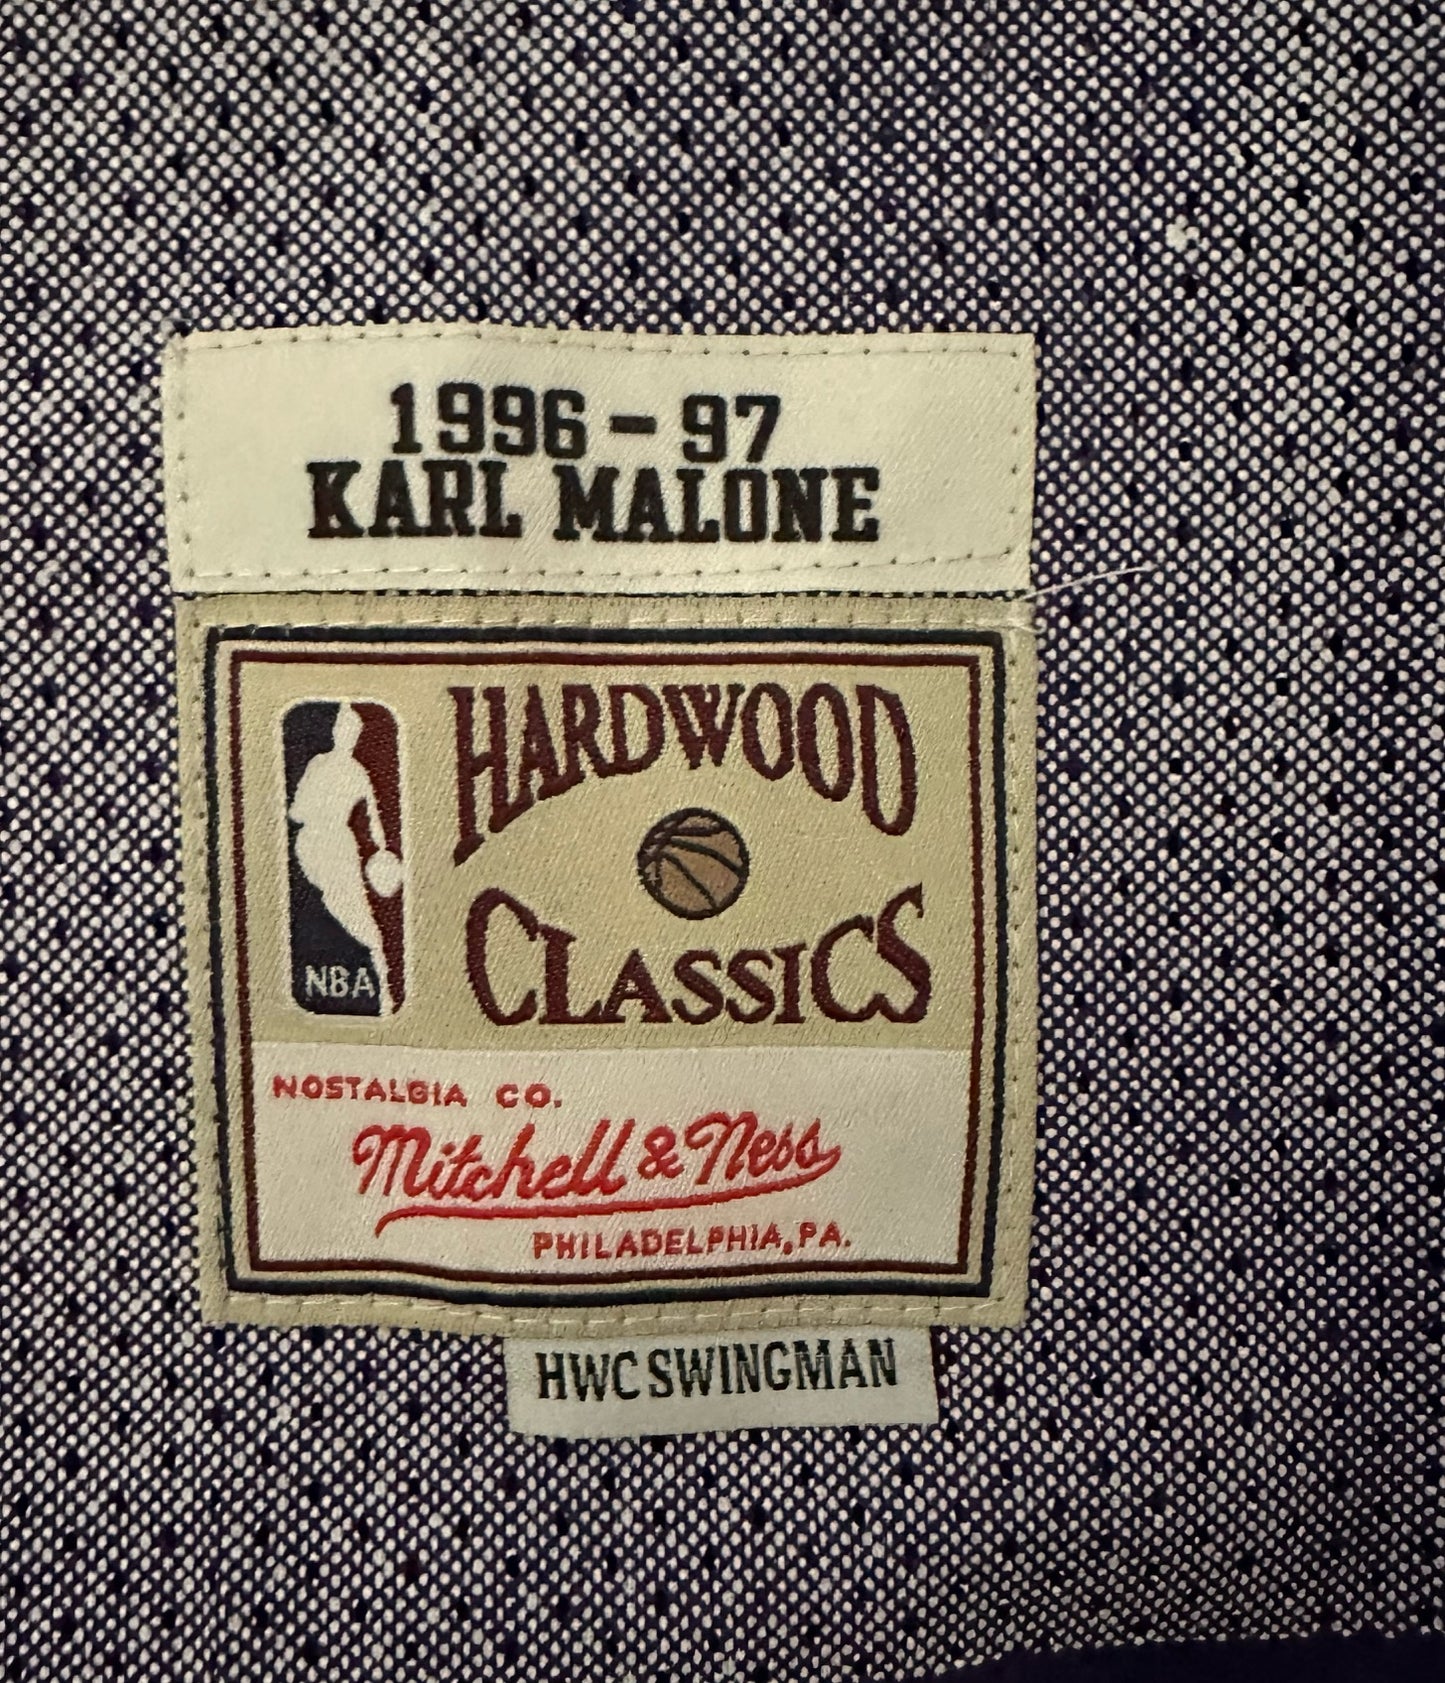 1996-97
KARL MALONE
HARDWOOD
CLASSICS
NBA
NOSTALGIA CO.
Mitchell & Ness
PHILADELPHIA, PA.
HWC SWINGMAN